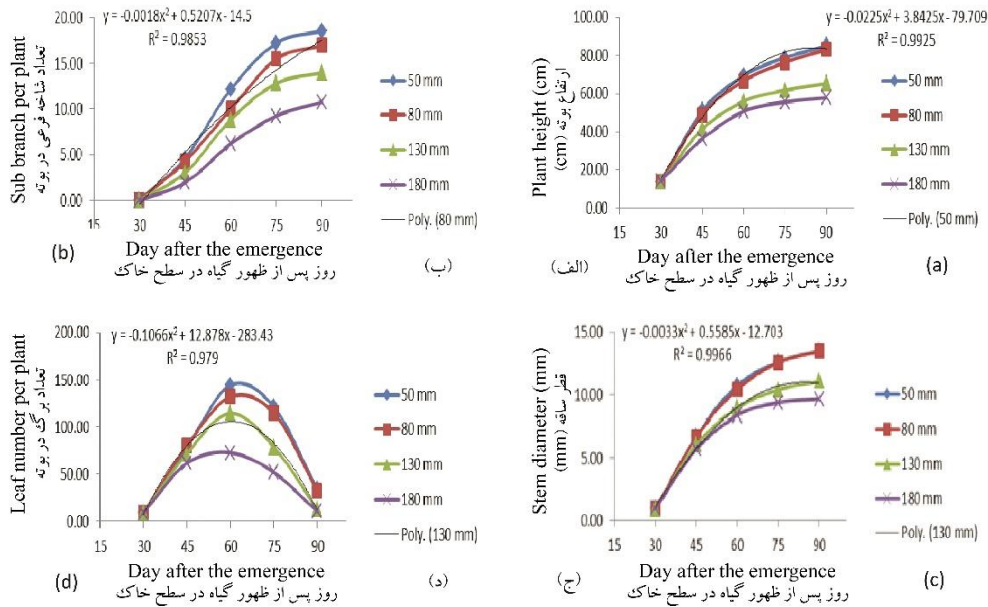 y = -0.0018x² + 0.5207x - 14.5
R² = 0.9853
Sub branch per plant
تعداد شاخه فرعی در بوته
20.00
15.00
10.00
5.00
0.00
15 30 45 60 75 90
50 mm
80 mm
130 mm
180 mm
Poly. (80 mm)
Day after the emergence
روز پس از ظهور گیاه در سطح خاک
(b)
(ب)
y = -0.0225x² + 3.8425x - 79.709
R² = 0.9925
Plant height (cm)
ارتفاع بوته (cm)
100.00
80.00
60.00
40.00
20.00
0.00
15 30 45 60 75 90
50 mm
80 mm
130 mm
180 mm
Poly. (50 mm)
Day after the emergence
روز پس از ظهور گیاه در سطح خاک
(الف)
(a)
y = -0.1066x² + 12.878x - 283.43
R² = 0.979
Leaf number per plant
تعداد برگ در بوته
200.00
150.00
100.00
50.00
0.00
15 30 45 60 75 90
50 mm
80 mm
130 mm
180 mm
Poly. (130 mm)
Day after the emergence
روز پس از ظهور گیاه در سطح خاک
(d)
(د)
y = -0.0033x² + 0.5585x - 12.703
R² = 0.9966
Stem diameter (mm)
قطر ساقه (mm)
15.00
10.00
5.00
0.00
15 30 45 60 75 90
50 mm
80 mm
130 mm
180 mm
Poly. (130 mm)
Day after the emergence
روز پس از ظهور گیاه در سطح خاک
(ج)
(c)